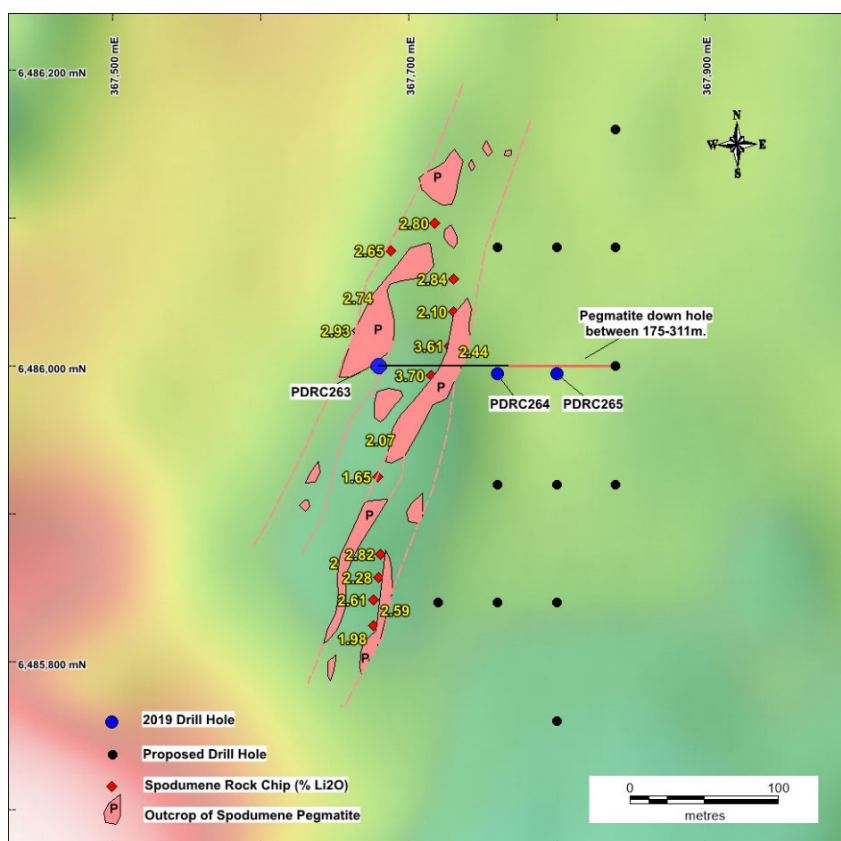 367,500 mE
367,700 mE
367,900 mE
6,486,200 mN
N
W E
S
P
2.80
2.65
2.84
2.74
2.10
Pegmatite down hole
between 175-311m.
2.93
P
3.61
2.44
6,486,000 mN
3.70
PDRC263
P
PDRC264
PDRC265
2.07
1.65
P
2.82
2
2.28
2.61
2.59
1.98
P
6,485,800 mN
2019 Drill Hole
Proposed Drill Hole
Spodumene Rock Chip (% Li2O)
P
Outcrop of Spodumene Pegmatite
0 100
metres